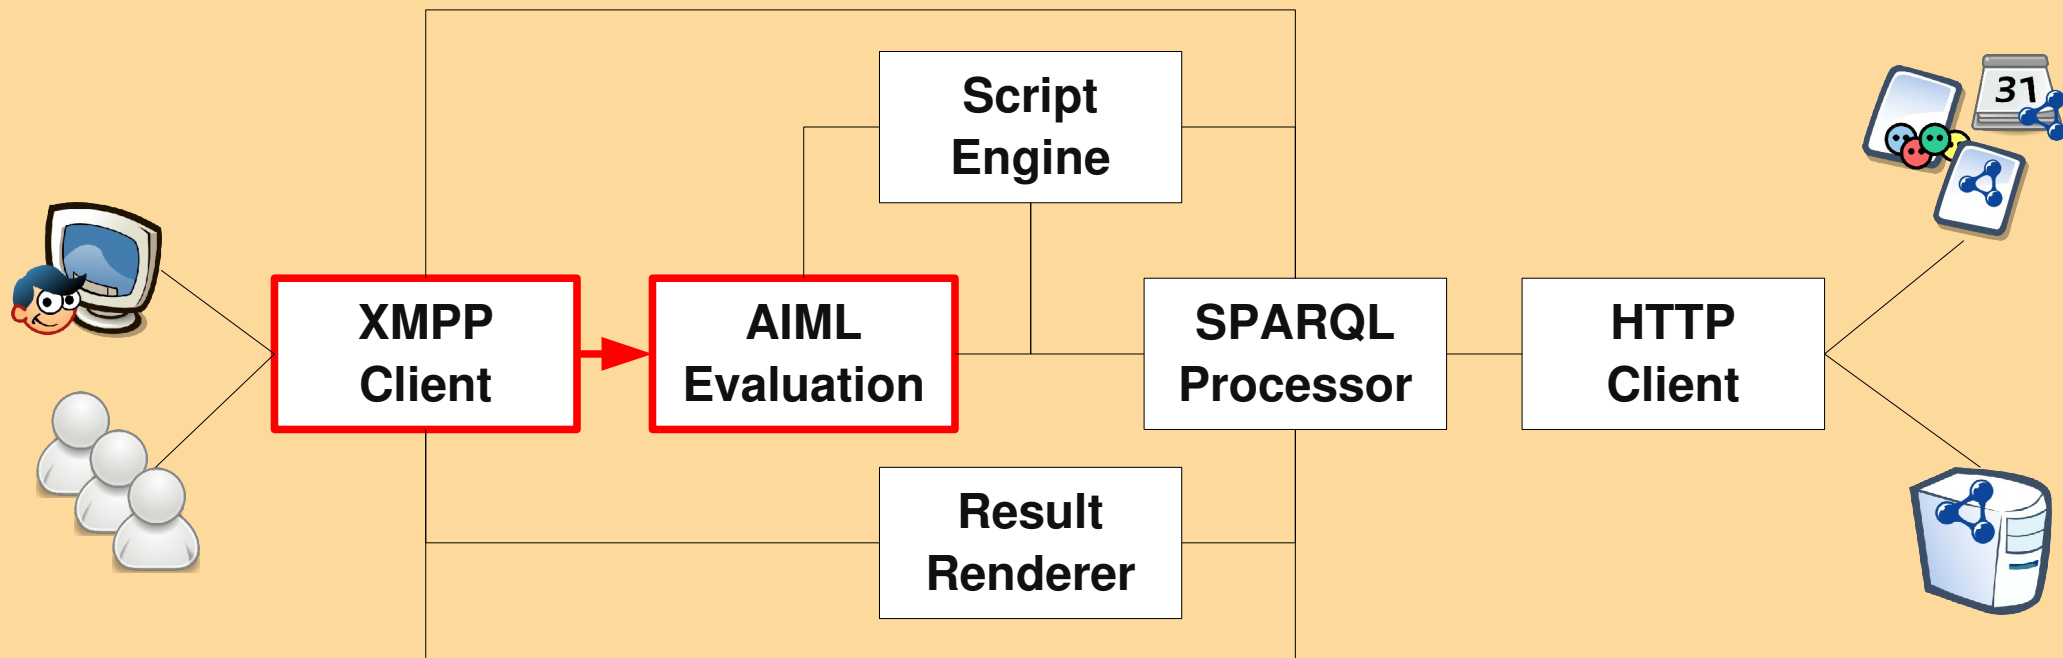 Script
Engine
31
XMPP
Client
AIML
Evaluation
SPARQL
Processor
HTTP
Client
Result
Renderer